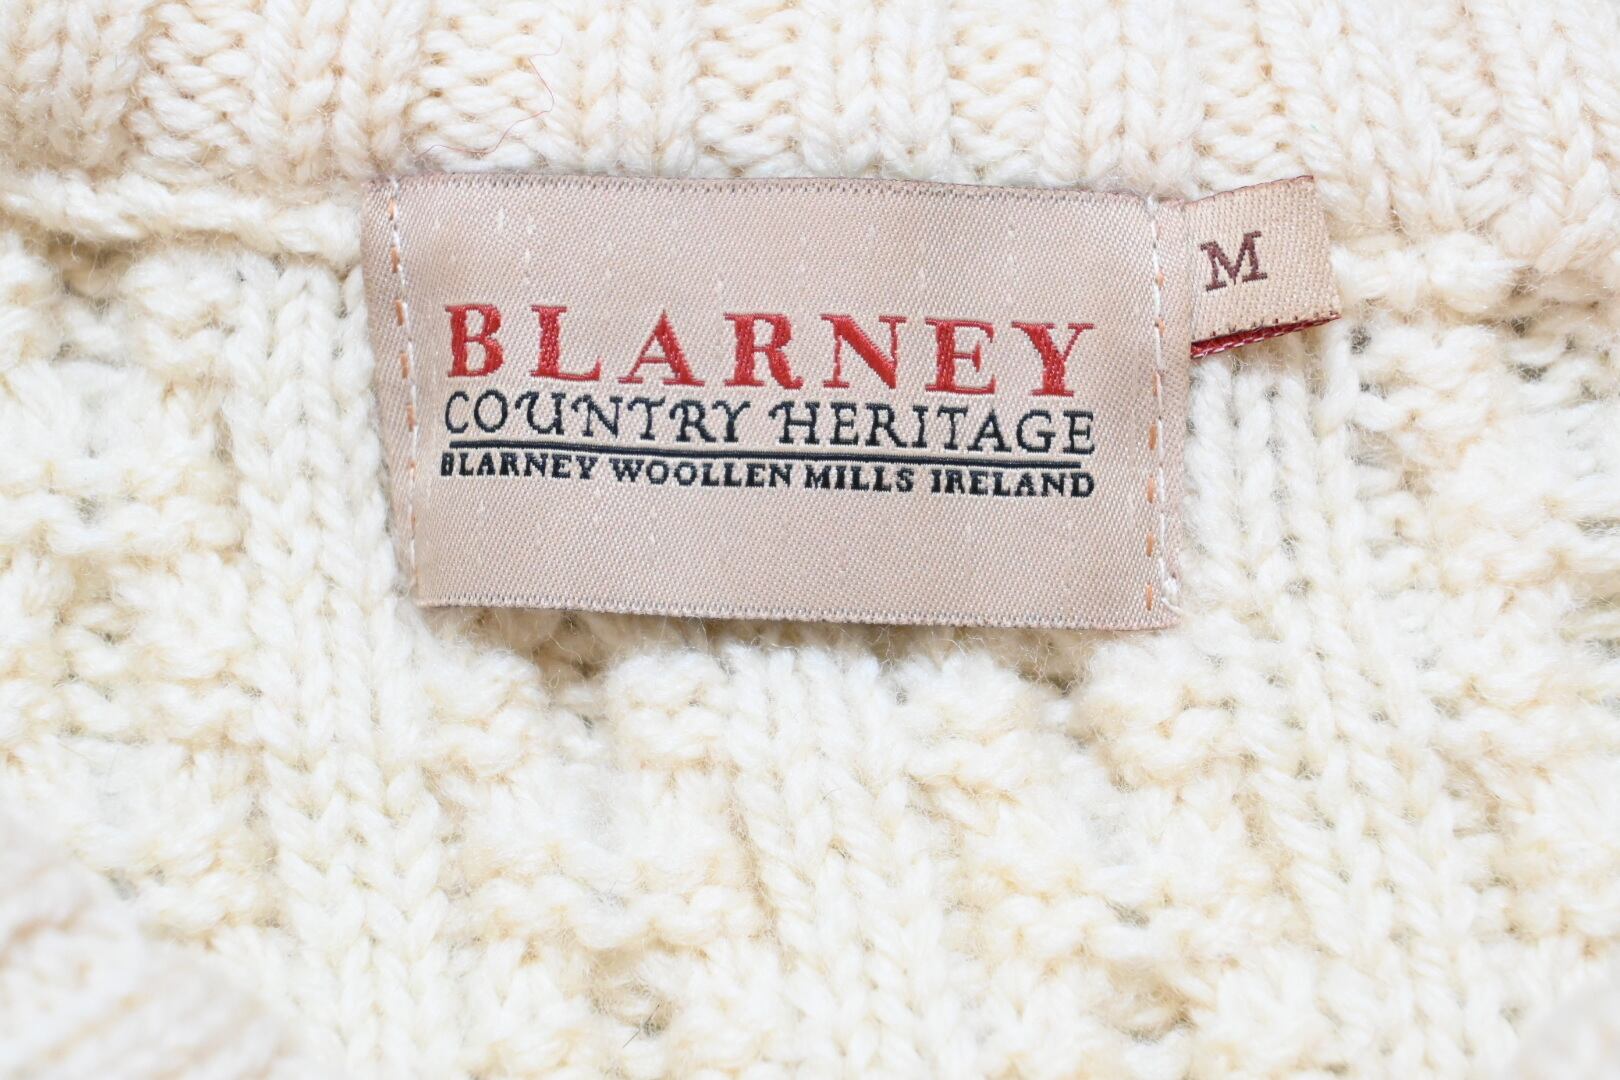 BLARNEY
COUNTRY HERITAGE
BLARNEY WOOLLEN MILLS IRELAND
M